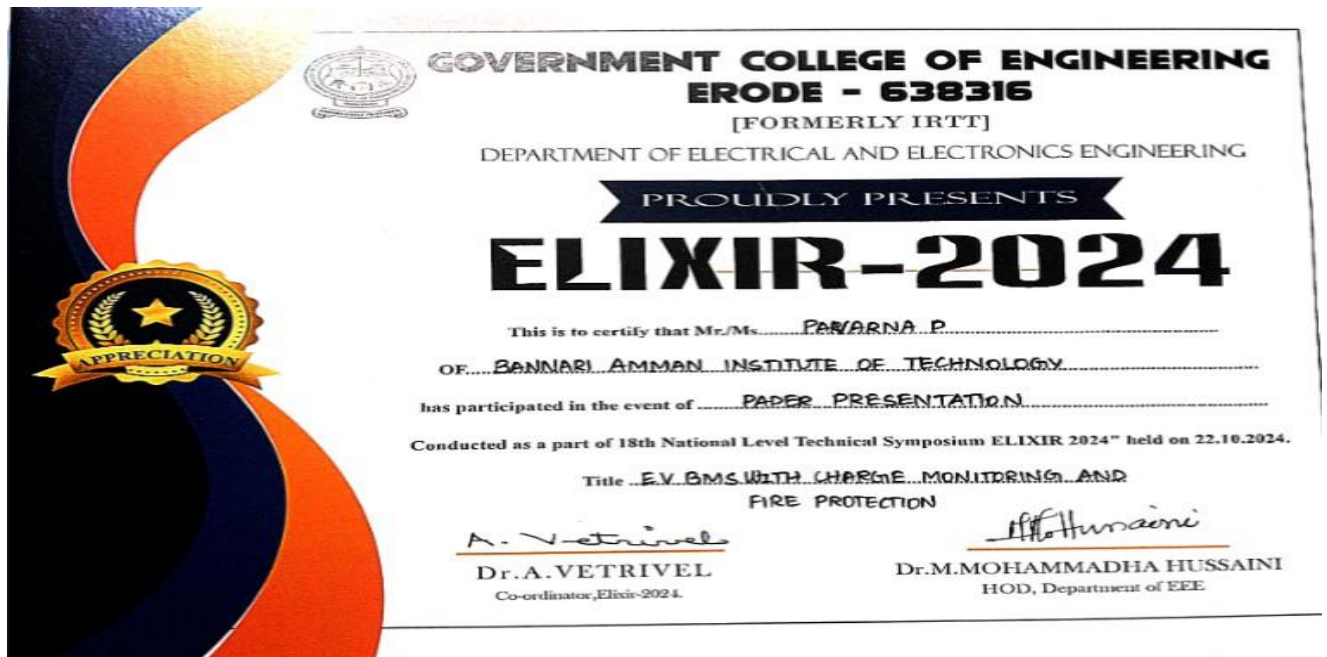 GOVERNMENT COLLEGE OF ENGINEERING
ERODE - 638316
[FORMERLY IRTT]
DEPARTMENT OF ELECTRICAL AND ELECTRONICS ENGINEERING
PROUDLY PRESENTS
ELIXIR-2024
APPRECIATION
This is to certify that Mr./Ms. PAVARNA P
OF BANNARI AMMAN INSTITUTE OF TECHNOLOGY
has participated in the event of PAPER PRESENTATION
Conducted as a part of 18th National Level Technical Symposium ELIXIR 2024" held on 22.10.2024.
Title EV BMS WITH CHARGE MONITORING AND
FIRE PROTECTION
A. Vetrivel
Dr.A.VETRIVEL
Co-ordinator,Elixir-2024.
Hussaini
Dr.M.MOHAMMADHA HUSSAINI
HOD, Department of EEE